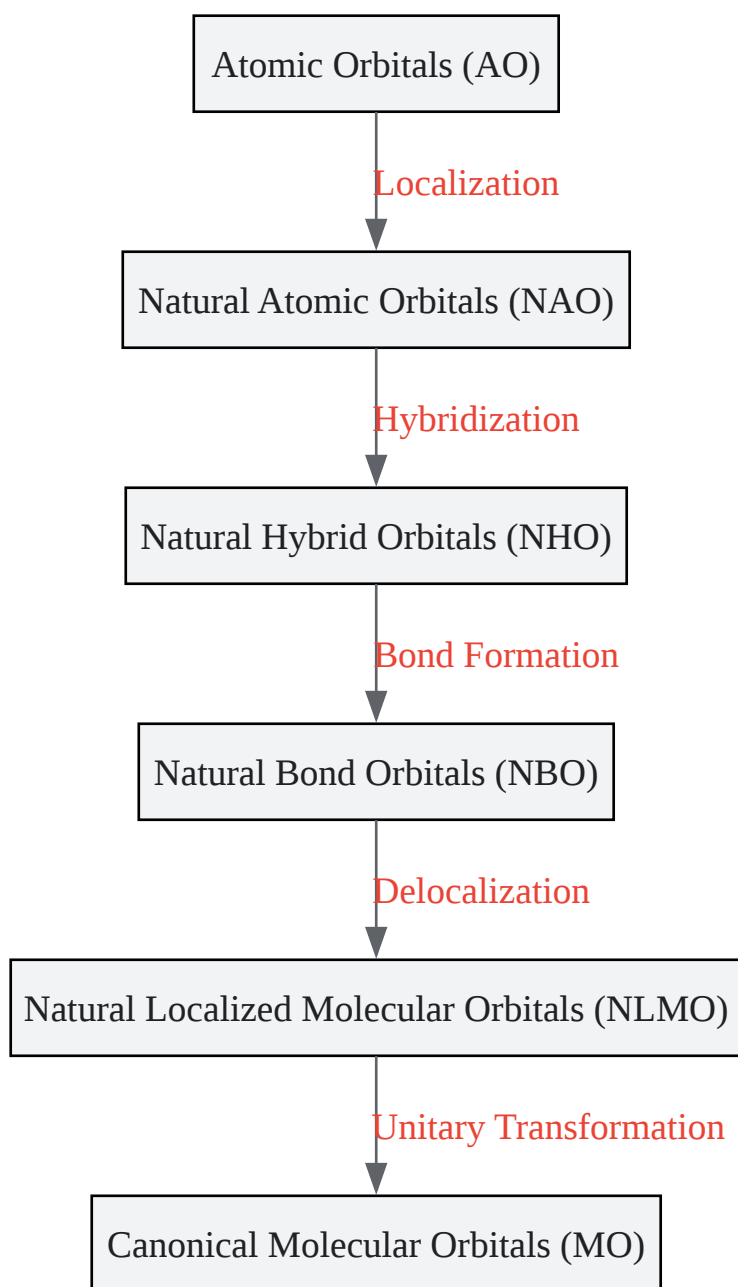 Atomic Orbitals (AO)
Localization
Natural Atomic Orbitals (NAO)
Hybridization
Natural Hybrid Orbitals (NHO)
Bond Formation
Natural Bond Orbitals (NBO)
Delocalization
Natural Localized Molecular Orbitals (NLMO)
Unitary Transformation
Canonical Molecular Orbitals (MO)